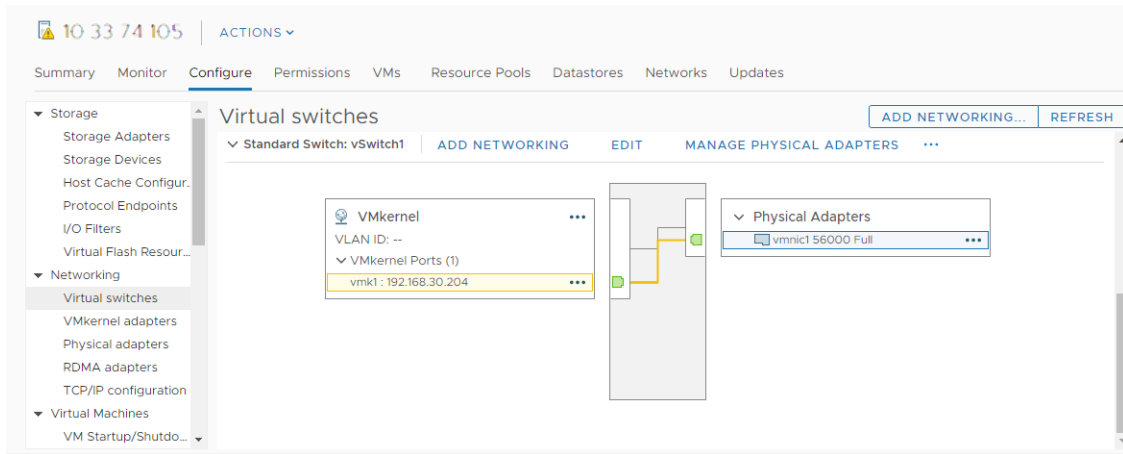 10 33 74 105 ACTIONS
Summary Monitor Configure Permissions VMs Resource Pools Datastores Networks Updates
Storage
Storage Adapters
Storage Devices
Host Cache Configur..
Protocol Endpoints
I/O Filters
Virtual Flash Resour...
Networking
Virtual switches
VMkernel adapters
Physical adapters
RDMA adapters
TCP/IP configuration
Virtual Machines
VM Startup/Shutdo...
Virtual switches
ADD NETWORKING... REFRESH
Standard Switch: vSwitch1 ADD NETWORKING EDIT MANAGE PHYSICAL ADAPTERS ...
VMkernel ...
VLAN ID: --
VMkernel Ports (1)
vmk1 : 192.168.30.204 ...
Physical Adapters
vmnic1 56000 Full ...